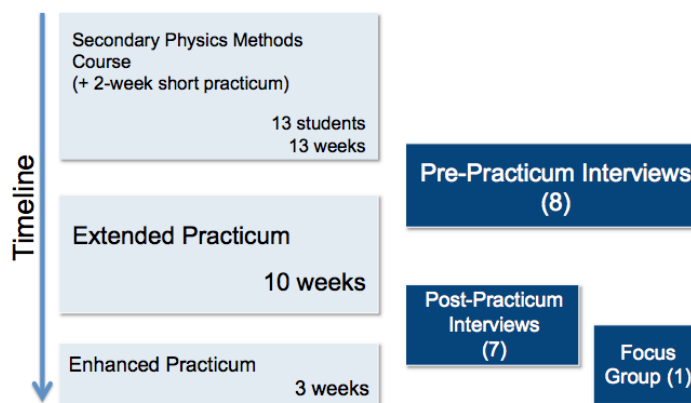 Timeline
Secondary Physics Methods
Course
(+ 2-week short practicum)
13 students
13 weeks
Pre-Practicum Interviews
(8)
Extended Practicum
10 weeks
Post-Practicum
Interviews
(7)
Focus
Group (1)
Enhanced Practicum
3 weeks